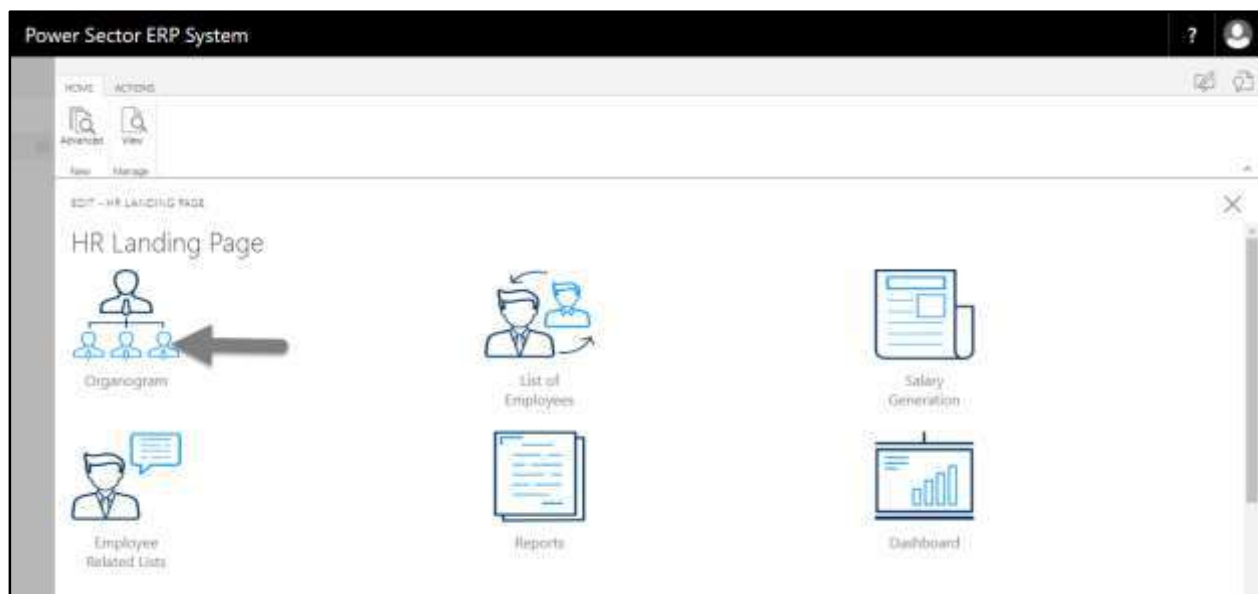 Power Sector ERP System
?
HOME ACTIONS
Advanced View
New Manage
EDIT - HR LANDING PAGE
HR Landing Page
Organogram
List of
Employees
Salary
Generation
Employee
Related Lists
Reports
Dashboard